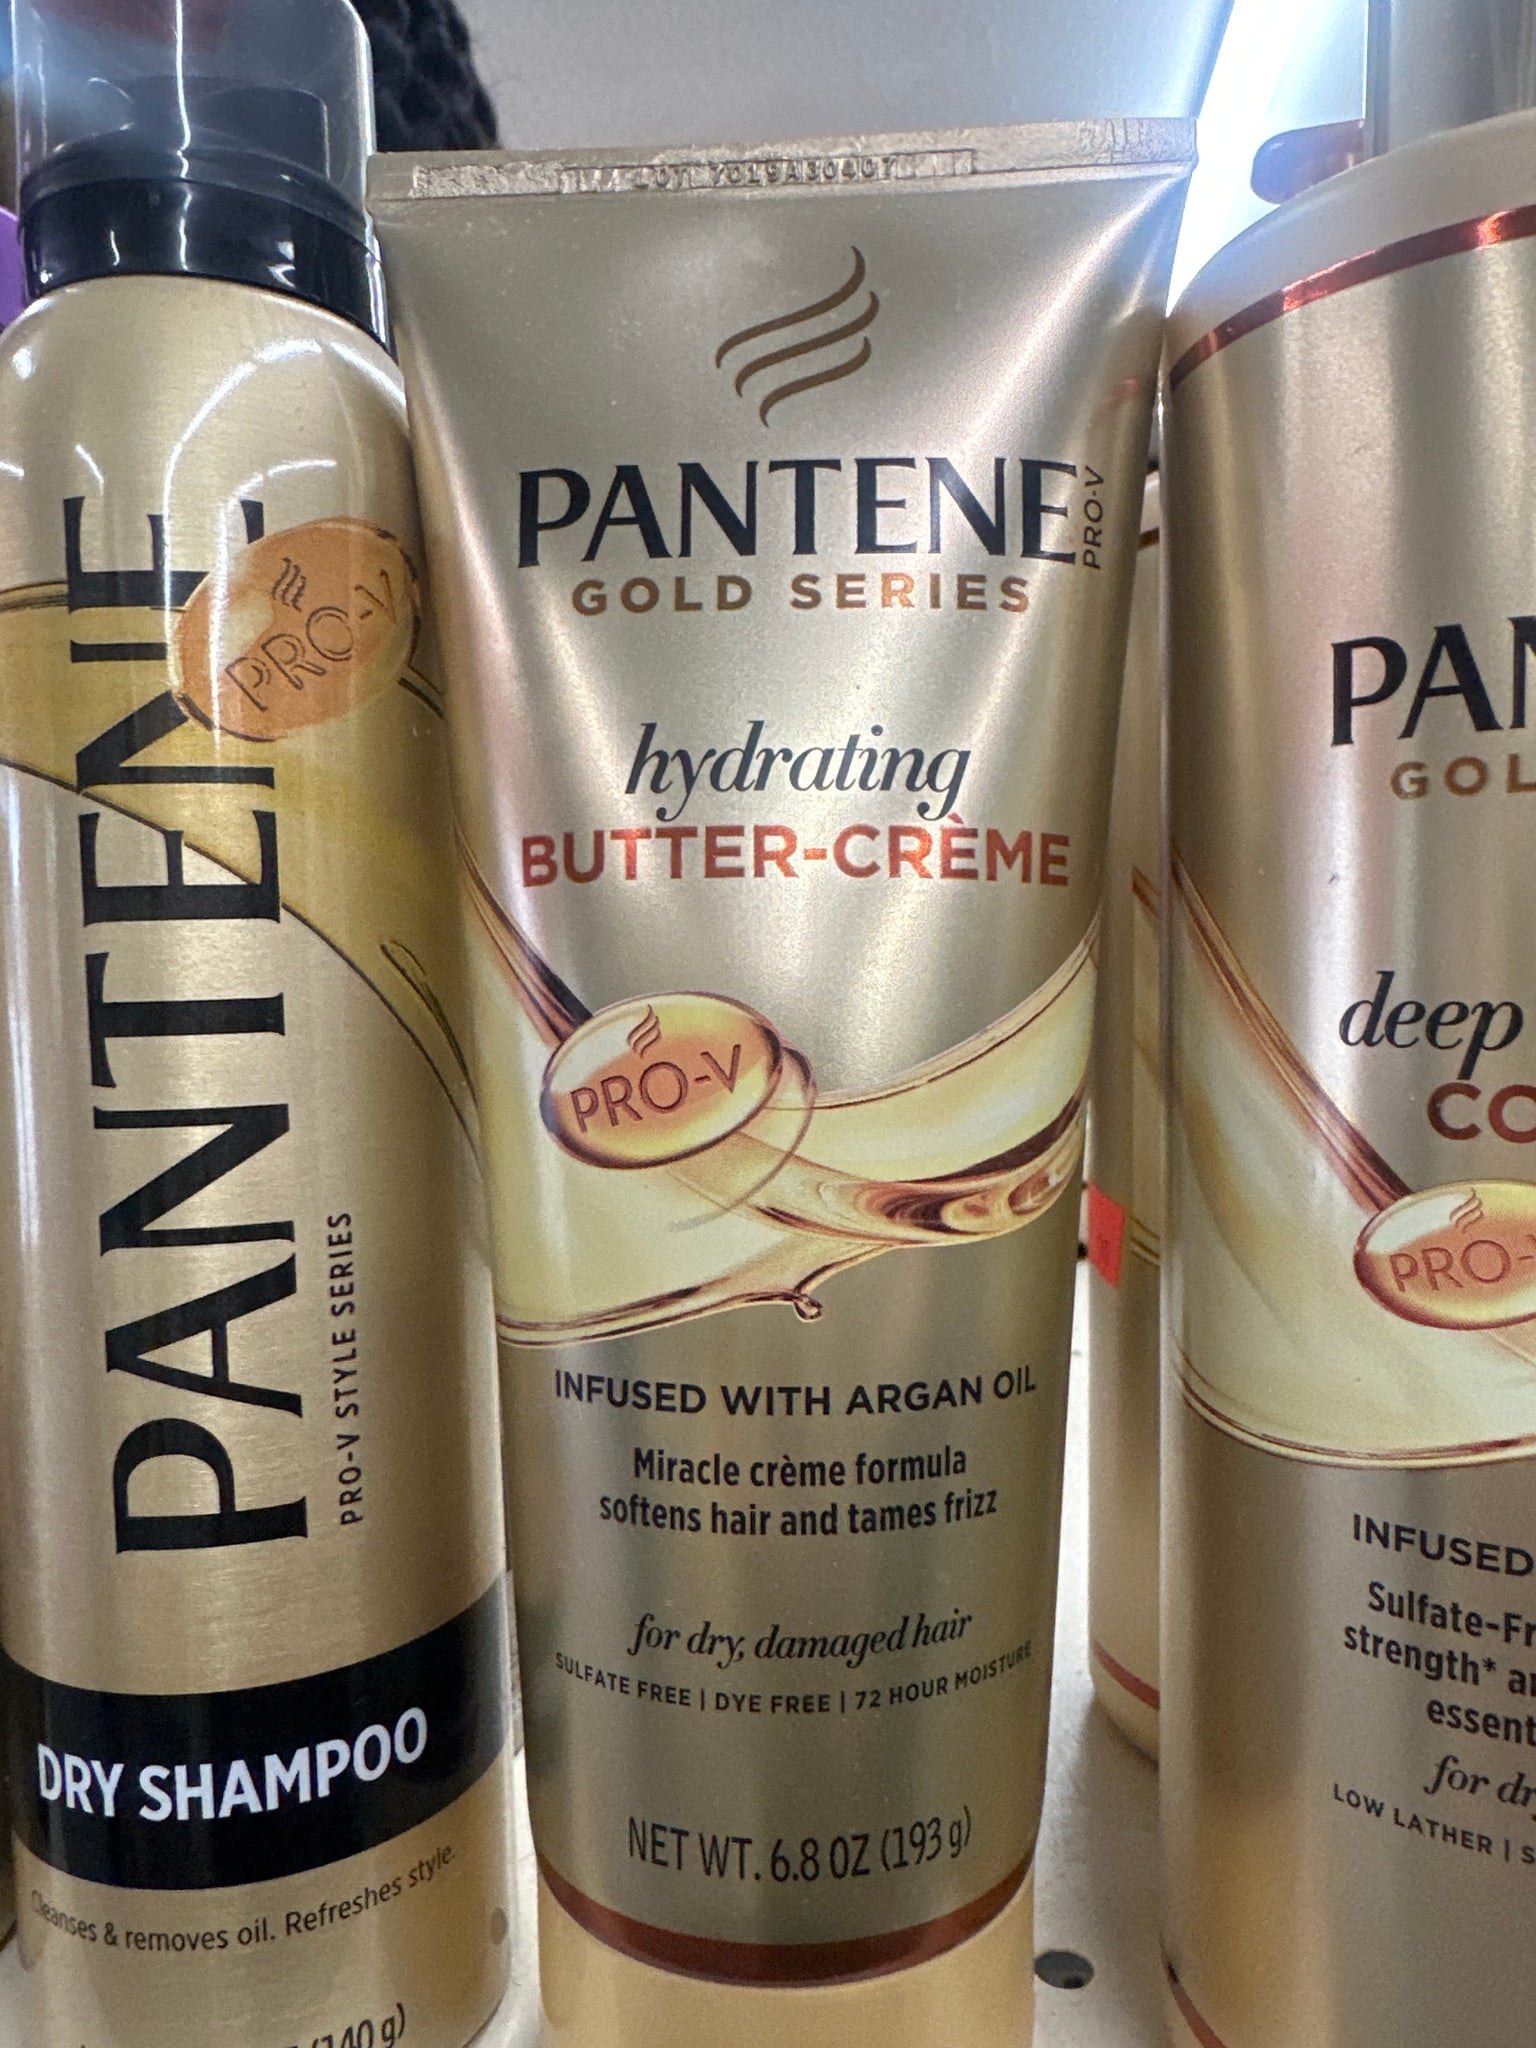 PANTENE
PRO-V
PRO-V STYLE SERIES
DRY SHAMPOO
Cleanses & removes oil. Refreshes style.
(140 g)
PANTENE
PRO-V
GOLD SERIES
hydrating
BUTTER-CRÈME
PRO-V
INFUSED WITH ARGAN OIL
Miracle crème formula
softens hair and tames frizz
for dry, damaged hair
SULFATE FREE | DYE FREE | 72 HOUR MOISTURE
NET WT. 6.8 OZ (193 g)
PAN
GOL
deep
CO
PRO-V
INFUSED
Sulfate-Fr
strength* a
essent
for dr
LOW LATHER | S